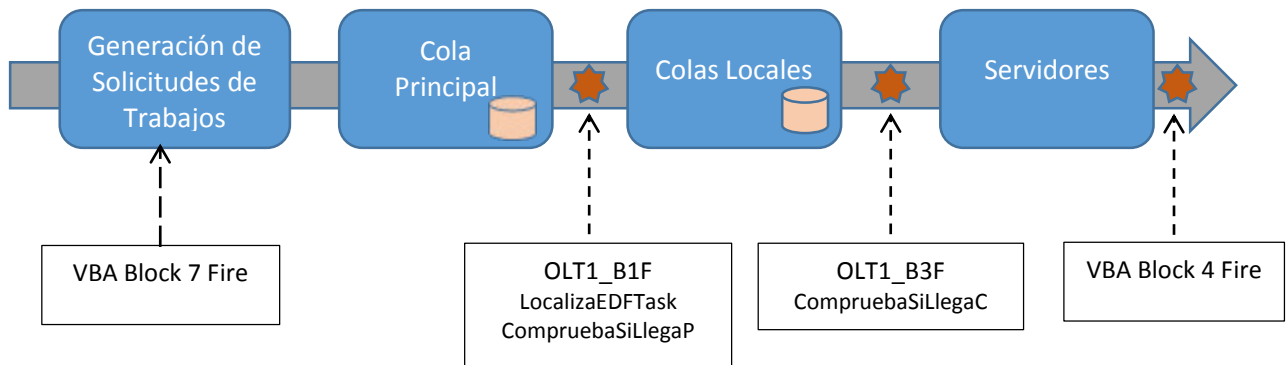 Generación de
Solicitudes de
Trabajos
Cola
Principal
Colas Locales
Servidores
VBA Block 7 Fire
OLT1_B1F
LocalizaEDFTask
CompruebaSiLlegaP
OLT1_B3F
CompruebaSiLlegaC
VBA Block 4 Fire